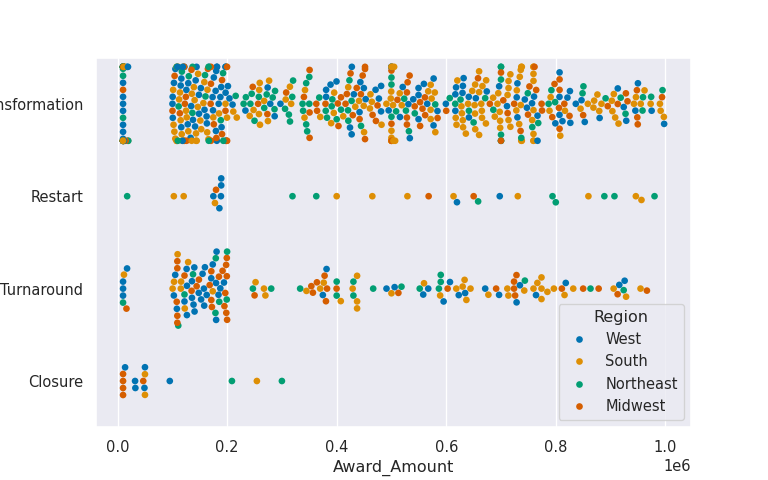 nsformation
Restart
Turnaround
Closure
0.0 0.2 0.4 0.6 0.8 1.0
1e6
Award_Amount
Region
West
South
Northeast
Midwest